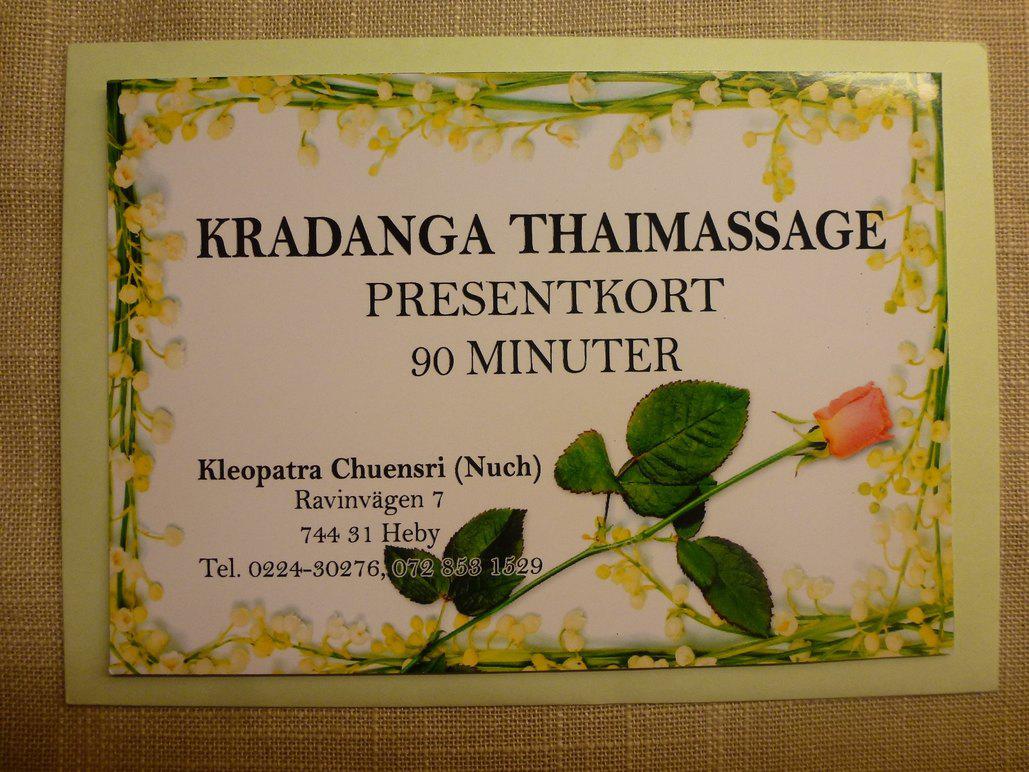 KRADANGA THAIMASSAGE
PRESENTKORT
90 MINUTER
Kleopatra Chuensri (Nuch)
Ravinvägen 7
744 31 Heby
Tel. 0224-30276, 072 853 1529